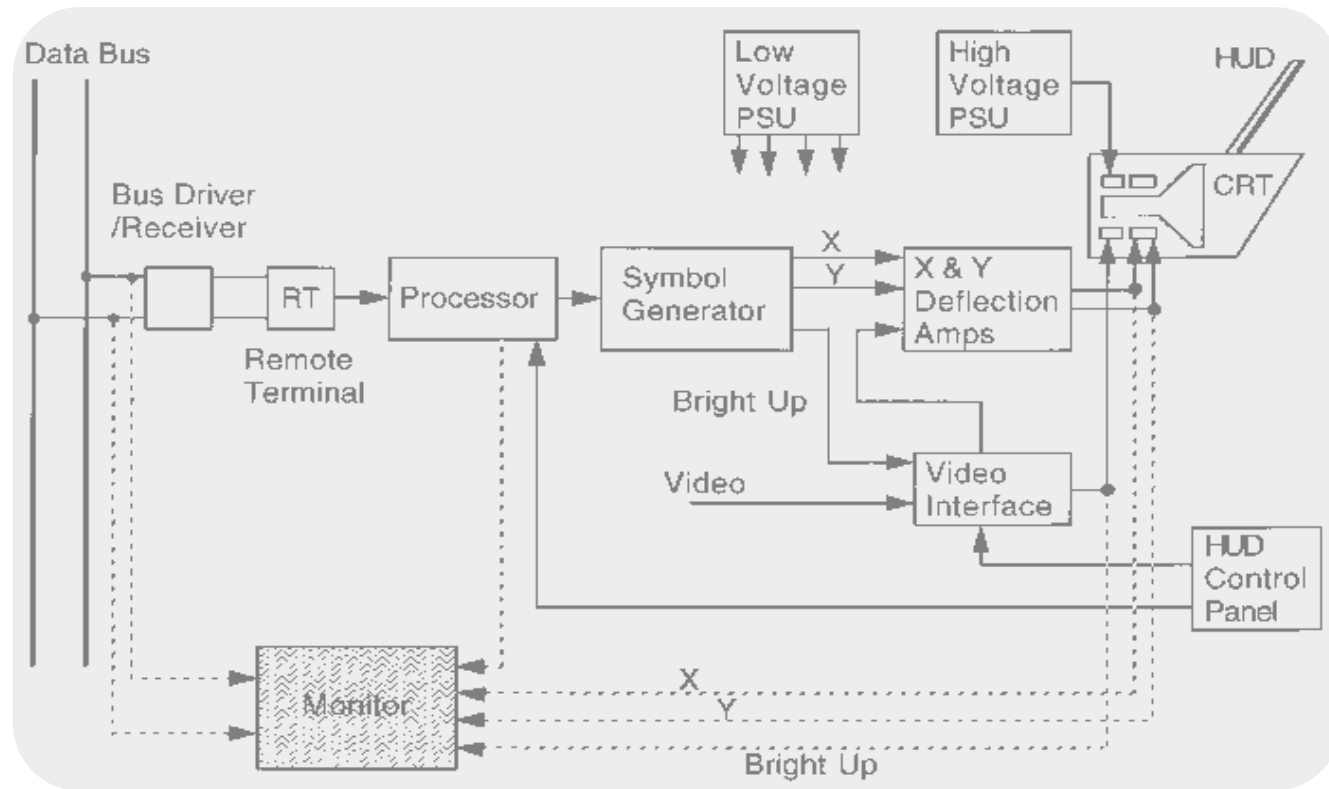 Data Bus
Low
Voltage
PSU
High
Voltage
PSU
HUD
CRT
Bus Driver
/Receiver
RT
Remote
Terminal
Processor
Symbol
Generator
X
Y
X & Y
Deflection
Amps
Bright Up
Video
Video
Interface
HUD
Control
Panel
Monitor
X
Y
Bright Up